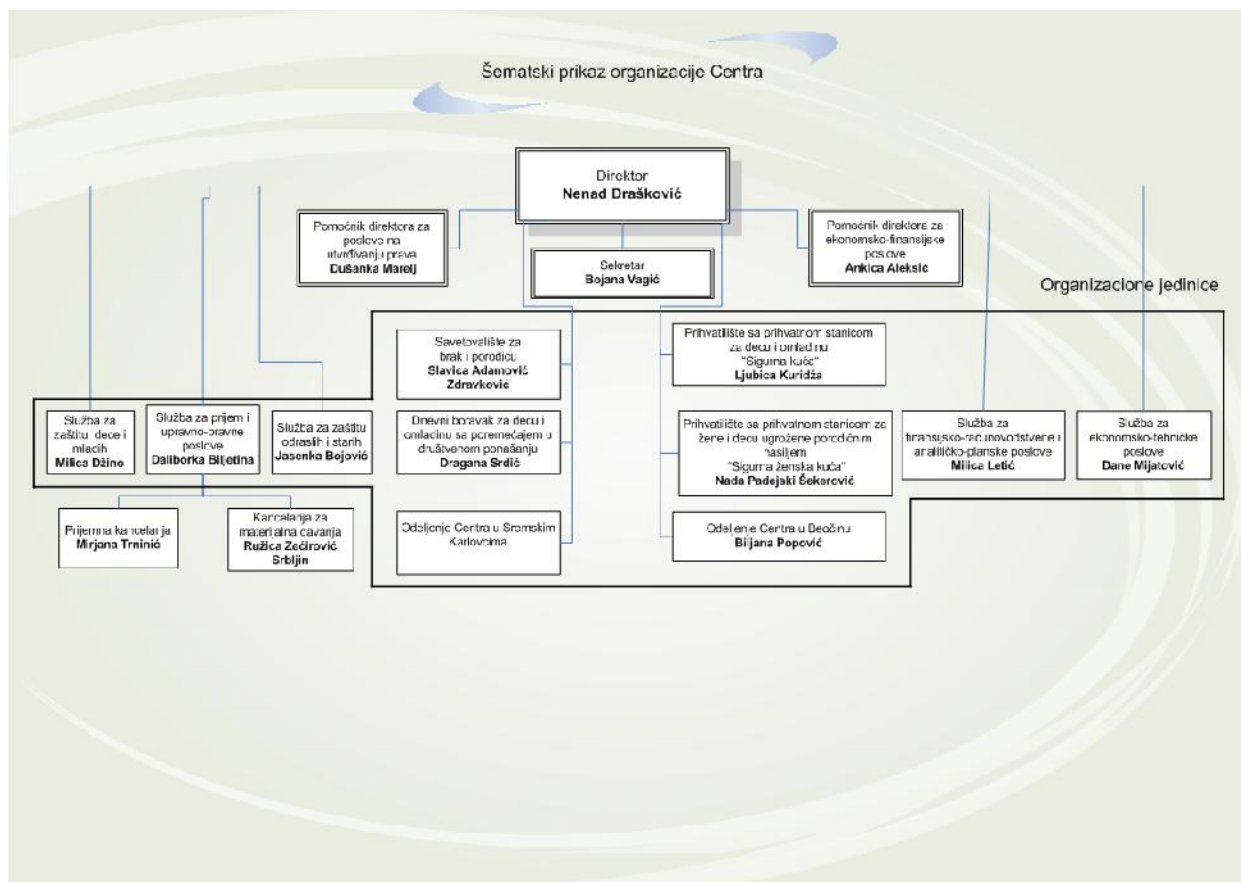 Šematski prikaz organizacije Centra
Direktor
Nenad Drašković
Pomoćnik direktora za
poslove na
utvrđivanju prava
Dušanka Marelj
Sekretar
Bojana Vagić
Pomoćnik direktora za
ekonomsko-finansijske
poslove
Ankica Aleksić
Organizacione jedinice
Savetovalište za
brak i porodicu
Slavica Adamović
Zdravković
Prihvatilište sa prihvatnom stanicom
za decu i omladinu
"Sigurna kuća"
Ljubica Kuridža
Služba za
zaštitu dece i
mladih
Milica Džino
Služba za prijem i
upravno-pravne
poslove
Daliborka Biljetina
Služba za zaštitu
odraslih i starih
Jasenka Bojović
Dnevni boravak za decu i
omladinu sa poremećajem u
društvenom ponašanju
Dragana Srdić
Prihvatilište sa prihvatnom stanicom za
žene i decu ugrožene porodičnim
nasiljem
"Sigurna ženska kuća"
Nada Padejski Šekerović
Služba za
finansijsko-računovodstvene i
analitičko-planske poslove
Milica Letić
Služba za
ekonomsko-tehničke
poslove
Dane Mijatović
Prijemna kancelarija
Mirjana Trninić
Kancelarija za
materijalna davanja
Ružica Zećirović
Srbljin
Odeljenje Centra u Sremskim
Karlovcima
Odeljenje Centra u Beočinu
Biljana Popović